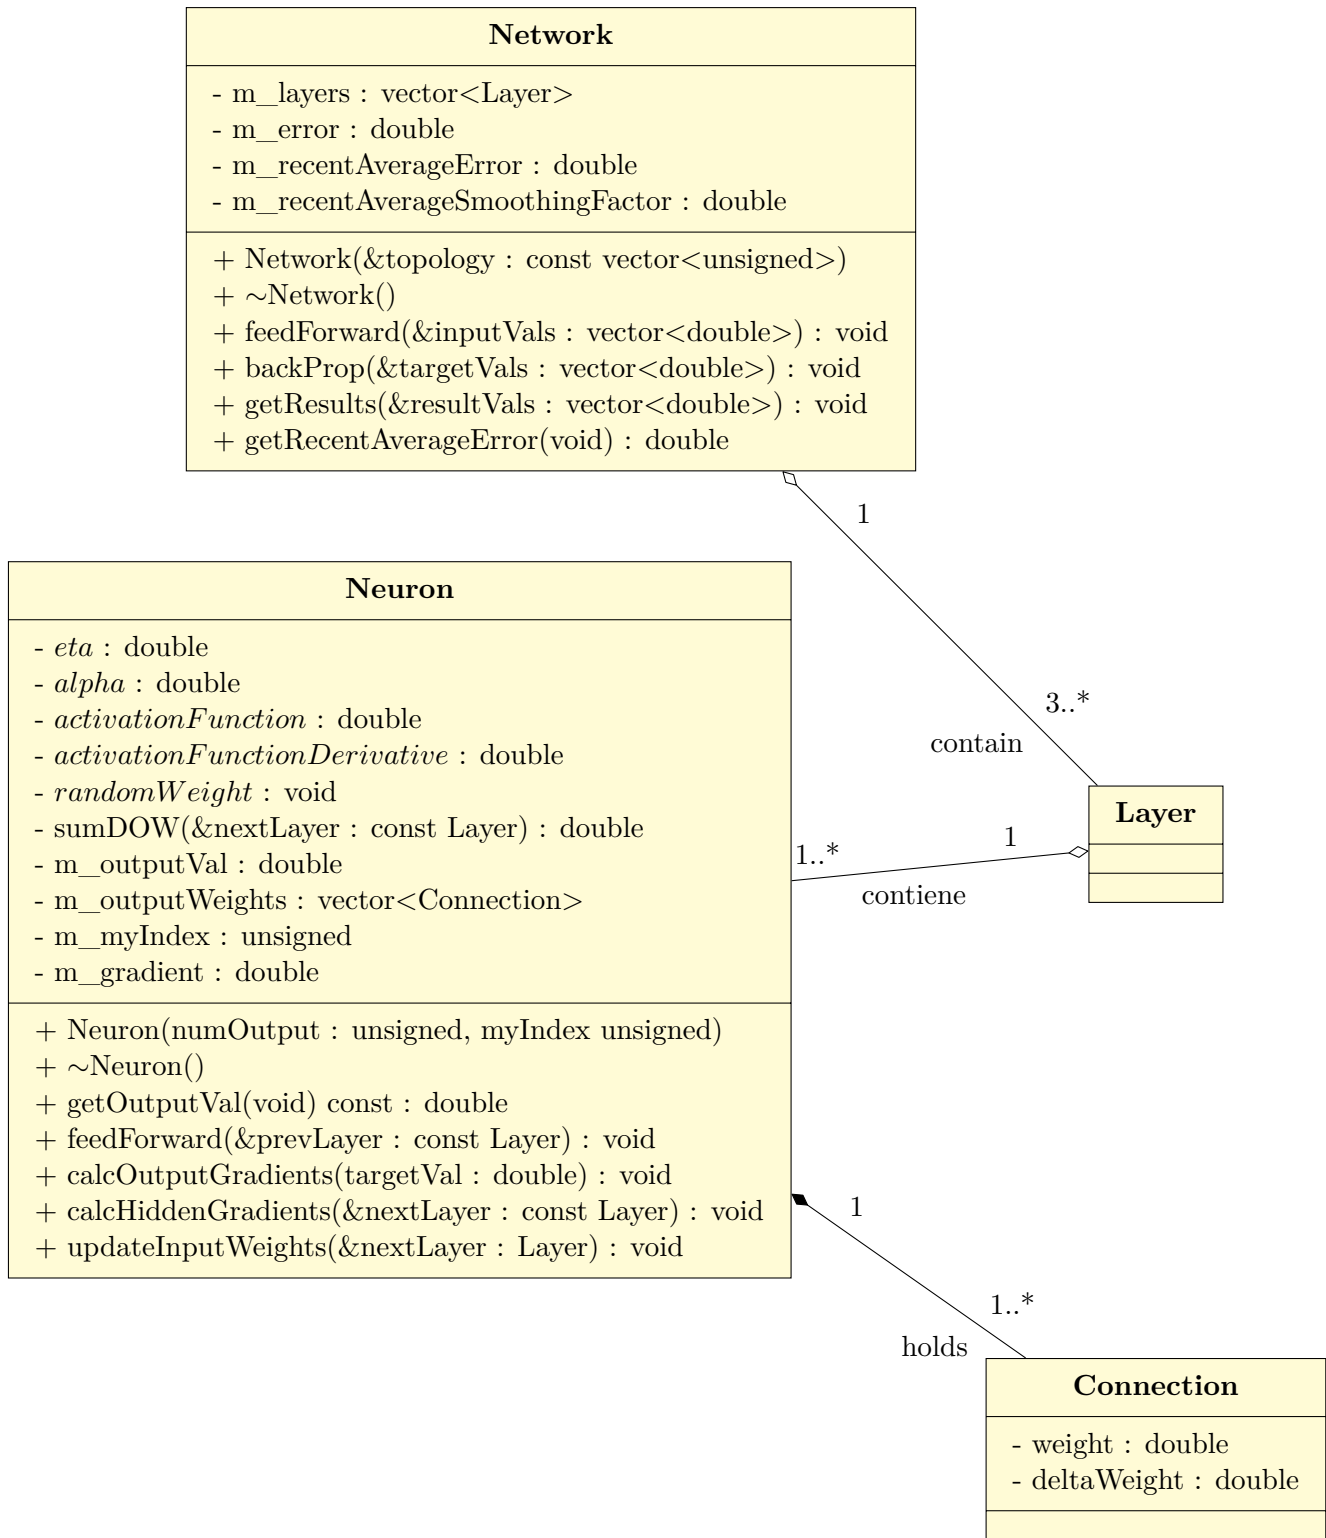 Network
- m_layers : vector<Layer>
- m_error : double
- m_recentAverageError : double
- m_recentAverageSmoothingFactor : double
+ Network(&topology : const vector<unsigned>)
+ ~Network()
+ feedForward(&inputVals : vector<double>) : void
+ backProp(&targetVals : vector<double>) : void
+ getResults(&resultVals : vector<double>) : void
+ getRecentAverageError(void) : double
1
3..*
contain
Layer
1
1..*
contiene
Neuron
- eta : double
- alpha : double
- activationFunction : double
- activationFunctionDerivative : double
- randomWeight : void
- sumDOW(&nextLayer : const Layer) : double
- m_outputVal : double
- m_outputWeights : vector<Connection>
- m_myIndex : unsigned
- m_gradient : double
+ Neuron(numOutput : unsigned, myIndex unsigned)
+ ~Neuron()
+ getOutputVal(void) const : double
+ feedForward(&prevLayer : const Layer) : void
+ calcOutputGradients(targetVal : double) : void
+ calcHiddenGradients(&nextLayer : const Layer) : void
+ updateInputWeights(&nextLayer : Layer) : void
1
1..*
holds
Connection
- weight : double
- deltaWeight : double